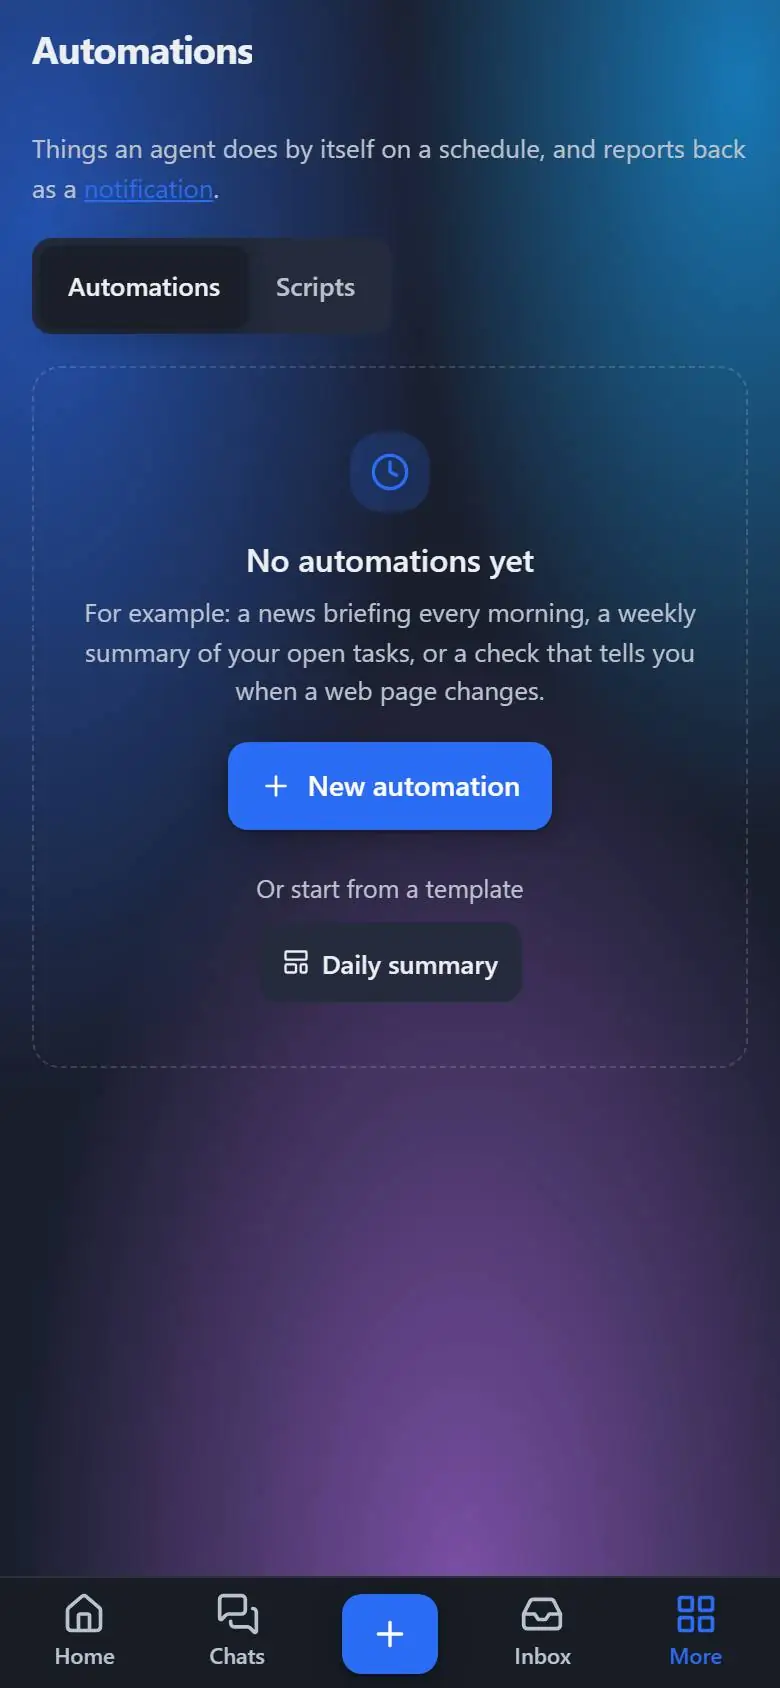 Automations
Things an agent does by itself on a schedule, and reports back
as a notification.
Automations
Scripts
No automations yet
For example: a news briefing every morning, a weekly
summary of your open tasks, or a check that tells you
when a web page changes.
New automation
Or start from a template
Daily summary
Home
Chats
Inbox
More